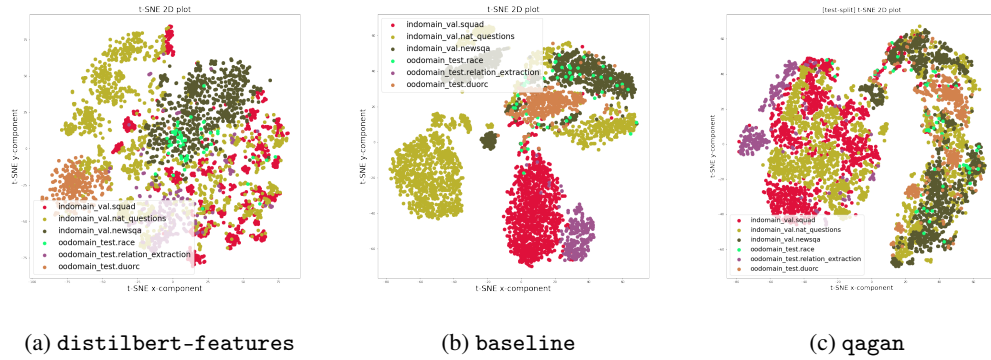 t-SNE 2D plot
t-SNE y-component
indomain_val.squad
indomain_val.nat_questions
indomain_val.newsqa
oodomain_test.race
oodomain_test.relation_extraction
oodomain_test.duorc
t-SNE x-component
(a) distilbert-features
t-SNE 2D plot
t-SNE y-component
indomain_val.squad
indomain_val.nat_questions
indomain_val.newsqa
oodomain_test.race
oodomain_test.relation_extraction
oodomain_test.duorc
t-SNE x-component
(b) baseline
[test-split] t-SNE 2D plot
t-SNE y-component
indomain_val.squad
indomain_val.nat_questions
indomain_val.newsqa
oodomain_test.race
oodomain_test.relation_extraction
oodomain_test.duorc
t-SNE x-component
(c) qagan